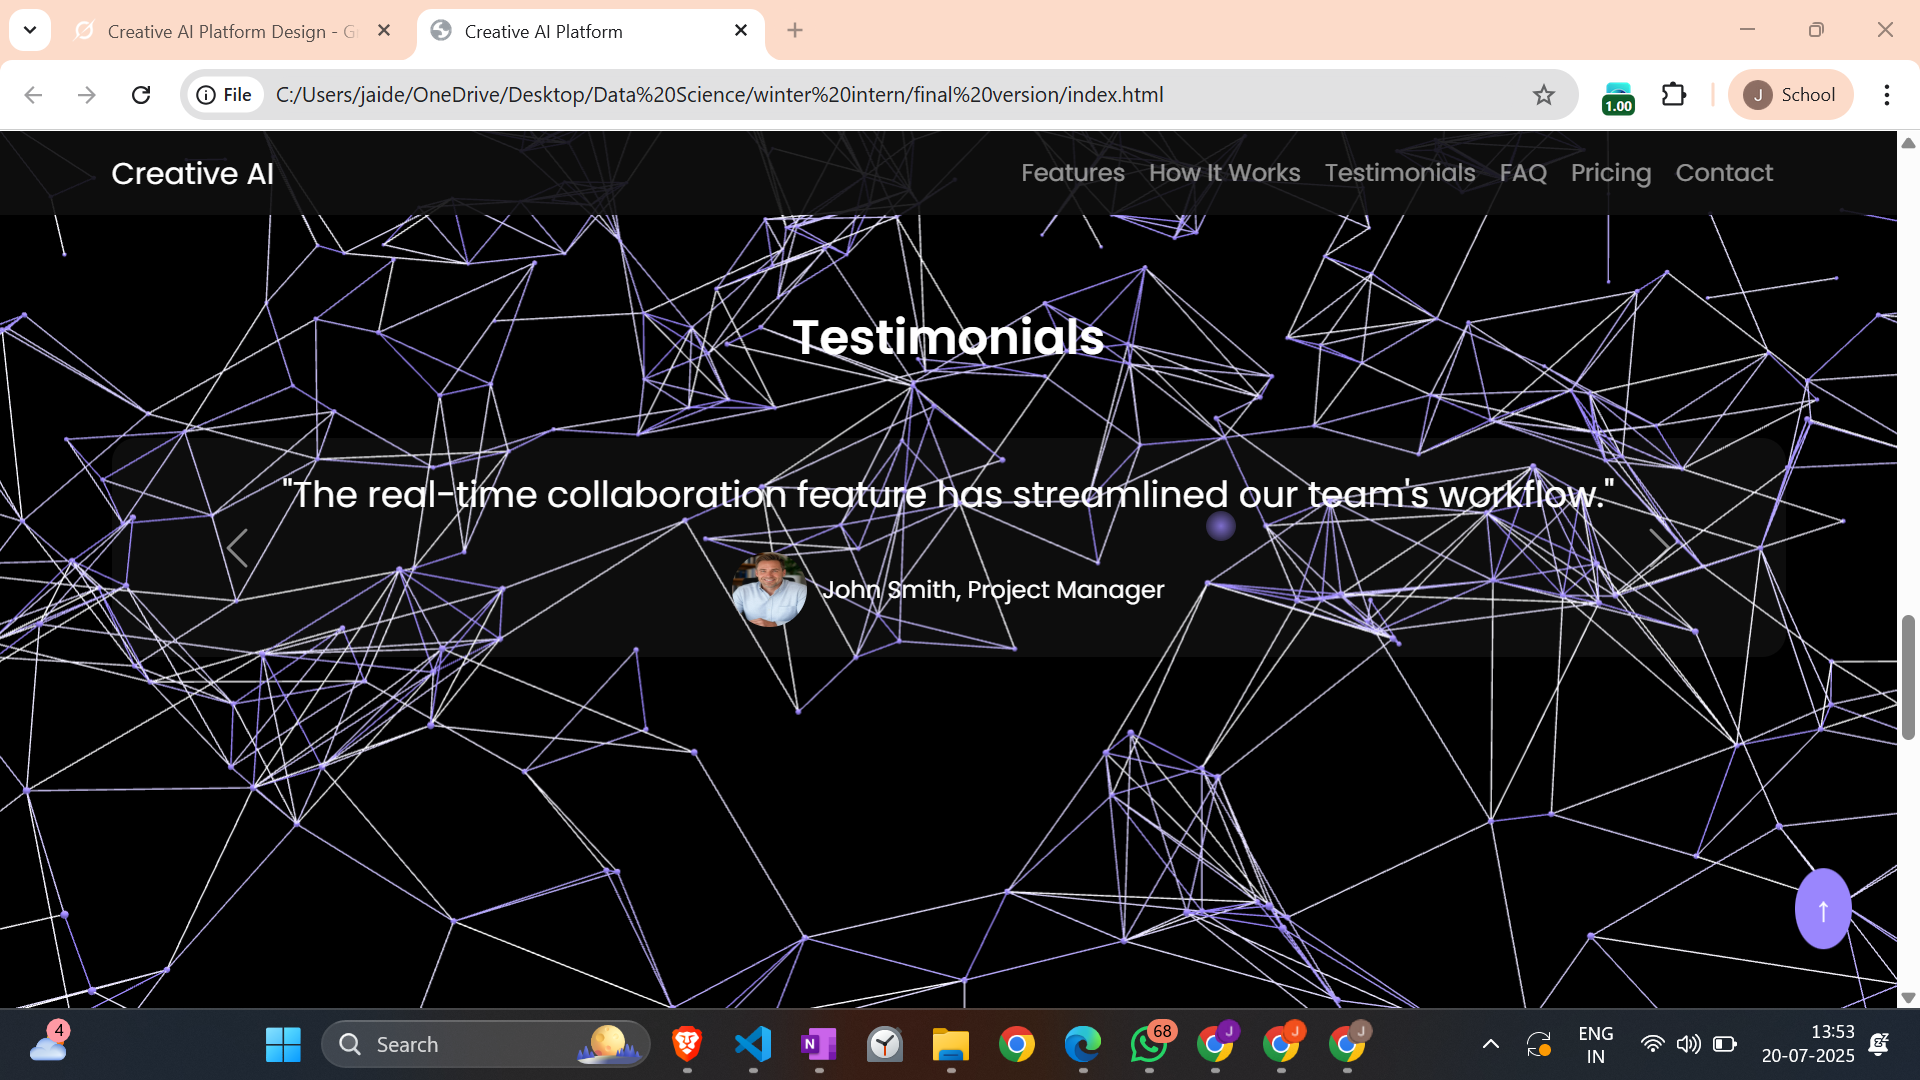 Creative AI Platform Design - G
Creative AI Platform
File
C:/Users/jaide/OneDrive/Desktop/Data%20Science/winter%20intern/final%20version/index.html
1.00
J
School
Creative AI
Features
How It Works
Testimonials
FAQ
Pricing
Contact
Testimonials
"The real-time collaboration feature has streamlined our team's workflow."
John Smith, Project Manager
↑
4
Search
N
68
J
J
J
ENG
IN
13:53
20-07-2025